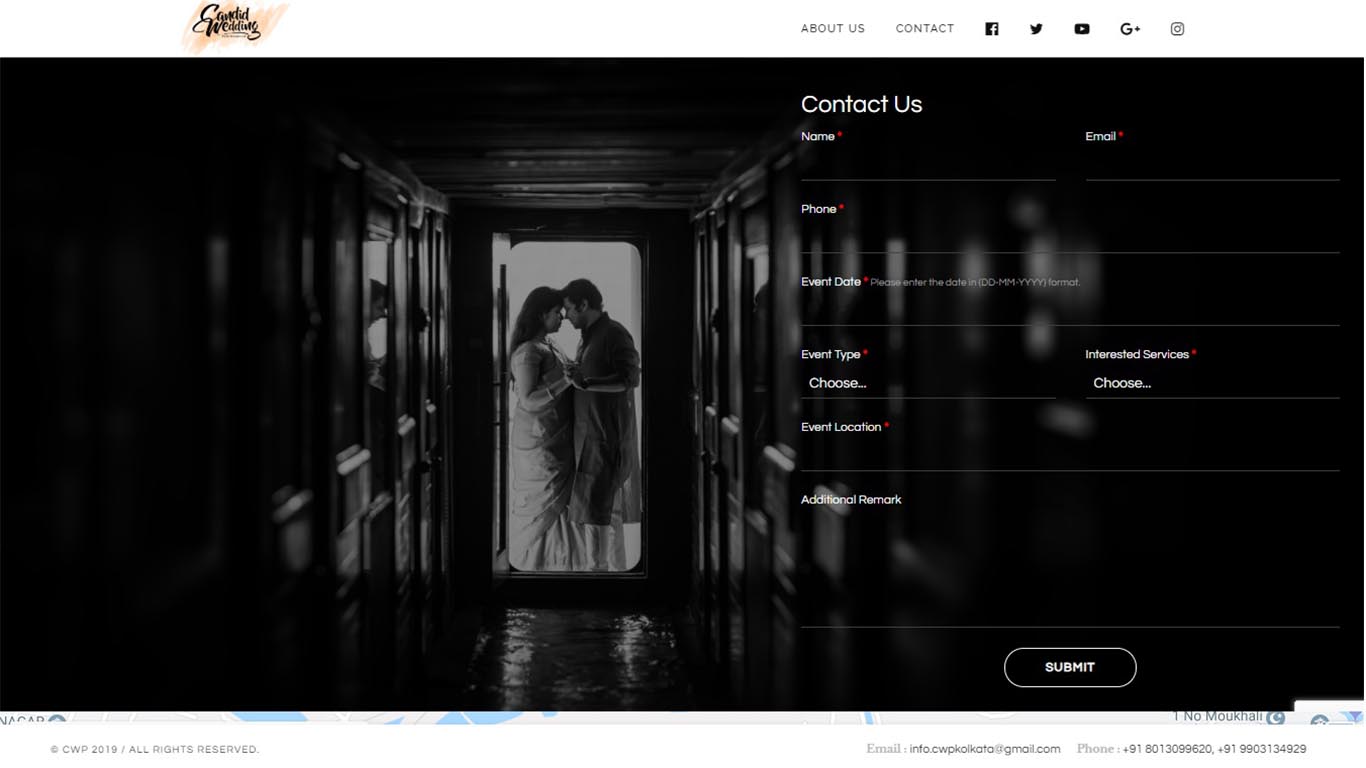 Candid
Wedding
ABOUT US CONTACT G+
Contact Us
Name * Email *
Phone *
Event Date * Please enter the date in (DD-MM-YYYY) format.
Event Type * Interested Services *
Choose... Choose...
Event Location *
Additional Remark
SUBMIT
1 No Moukhali
© CWP 2019 / ALL RIGHTS RESERVED. Email : info.cwpkolkata@gmail.com Phone : +91 8013099620, +91 9903134929